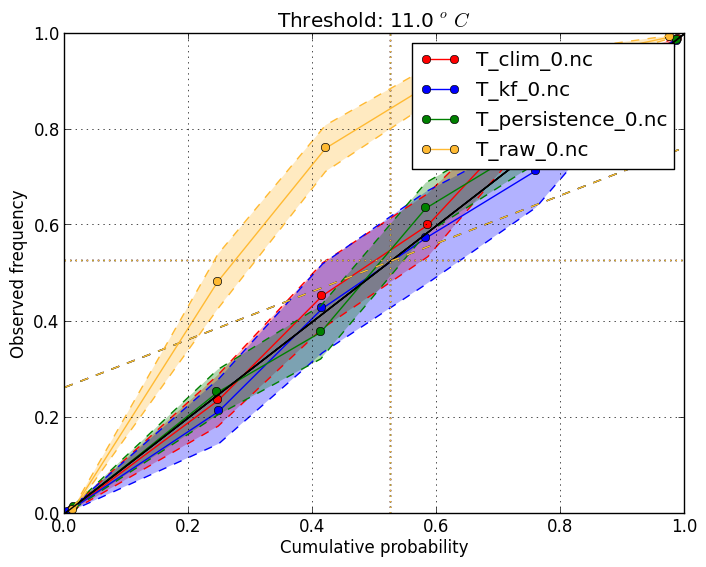 Threshold: 11.0 ° C
1.0
0.8
0.6
0.4
0.2
0.0
Observed frequency
T_clim_0.nc
T_kf_0.nc
T_persistence_0.nc
T_raw_0.nc
0.0 0.2 0.4 0.6 0.8 1.0
Cumulative probability